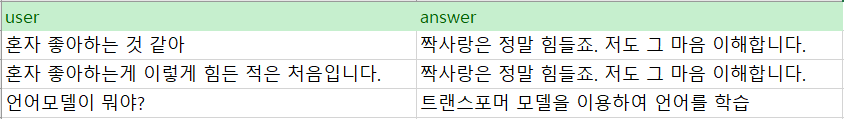 user answer
혼자 좋아하는 것 같아 짝사랑은 정말 힘들죠. 저도 그 마음 이해합니다.
혼자 좋아하는게 이렇게 힘든 적은 처음입니다. 짝사랑은 정말 힘들죠. 저도 그 마음 이해합니다.
언어모델이 뭐야? 트랜스포머 모델을 이용하여 언어를 학습